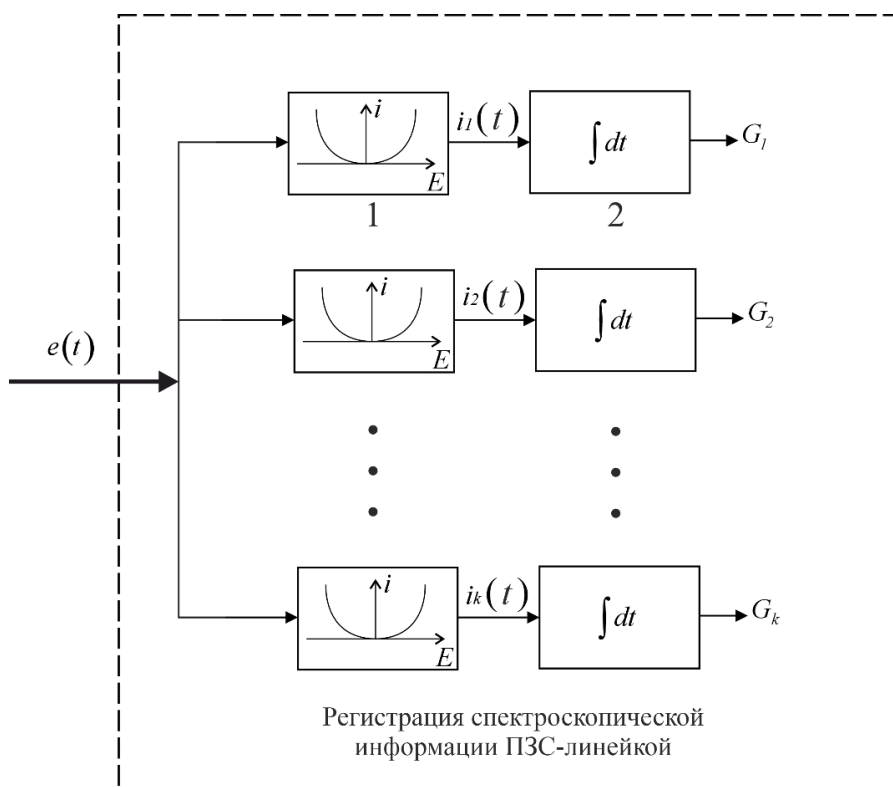 i
i₁(t)
∫dt
G₁
E
1
2
i
i₂(t)
∫dt
G₂
E
e(t)
i
iₖ(t)
∫dt
Gₖ
E
Регистрация спектроскопической
информации ПЗС-линейкой